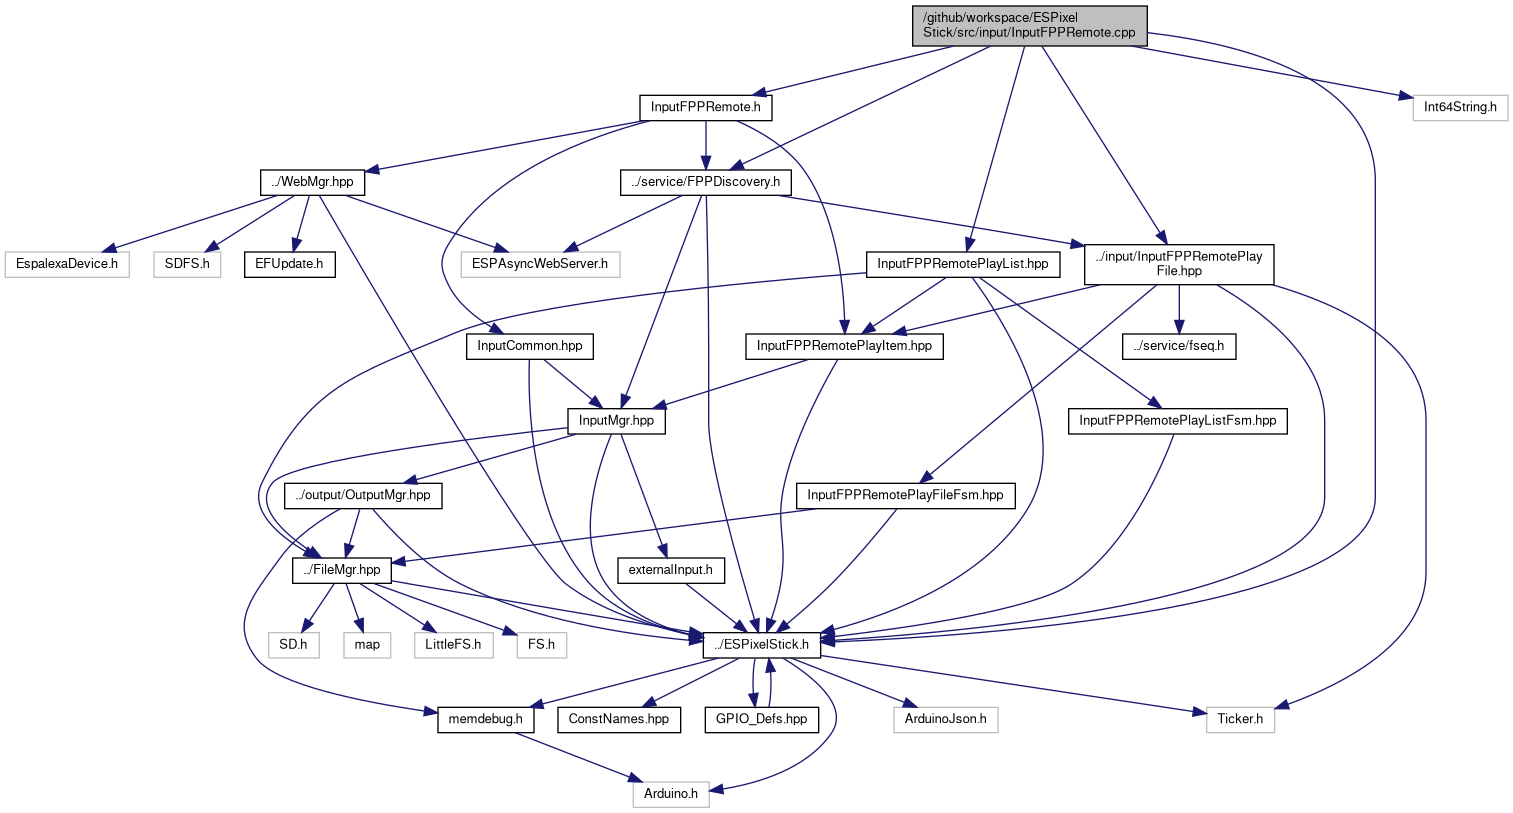 /github/workspace/ESPixel
Stick/src/input/InputFPPRemote.cpp
InputFPPRemote.h
Int64String.h
../WebMgr.hpp
../service/FPPDiscovery.h
EspalexaDevice.h
SDFS.h
EFUpdate.h
ESPAsyncWebServer.h
InputFPPRemotePlayList.hpp
../input/InputFPPRemotePlay
File.hpp
InputCommon.hpp
InputFPPRemotePlayItem.hpp
../service/fseq.h
InputMgr.hpp
InputFPPRemotePlayListFsm.hpp
../output/OutputMgr.hpp
InputFPPRemotePlayFileFsm.hpp
../FileMgr.hpp
externalInput.h
SD.h
map
LittleFS.h
FS.h
../ESPixelStick.h
memdebug.h
ConstNames.hpp
GPIO_Defs.hpp
ArduinoJson.h
Ticker.h
Arduino.h